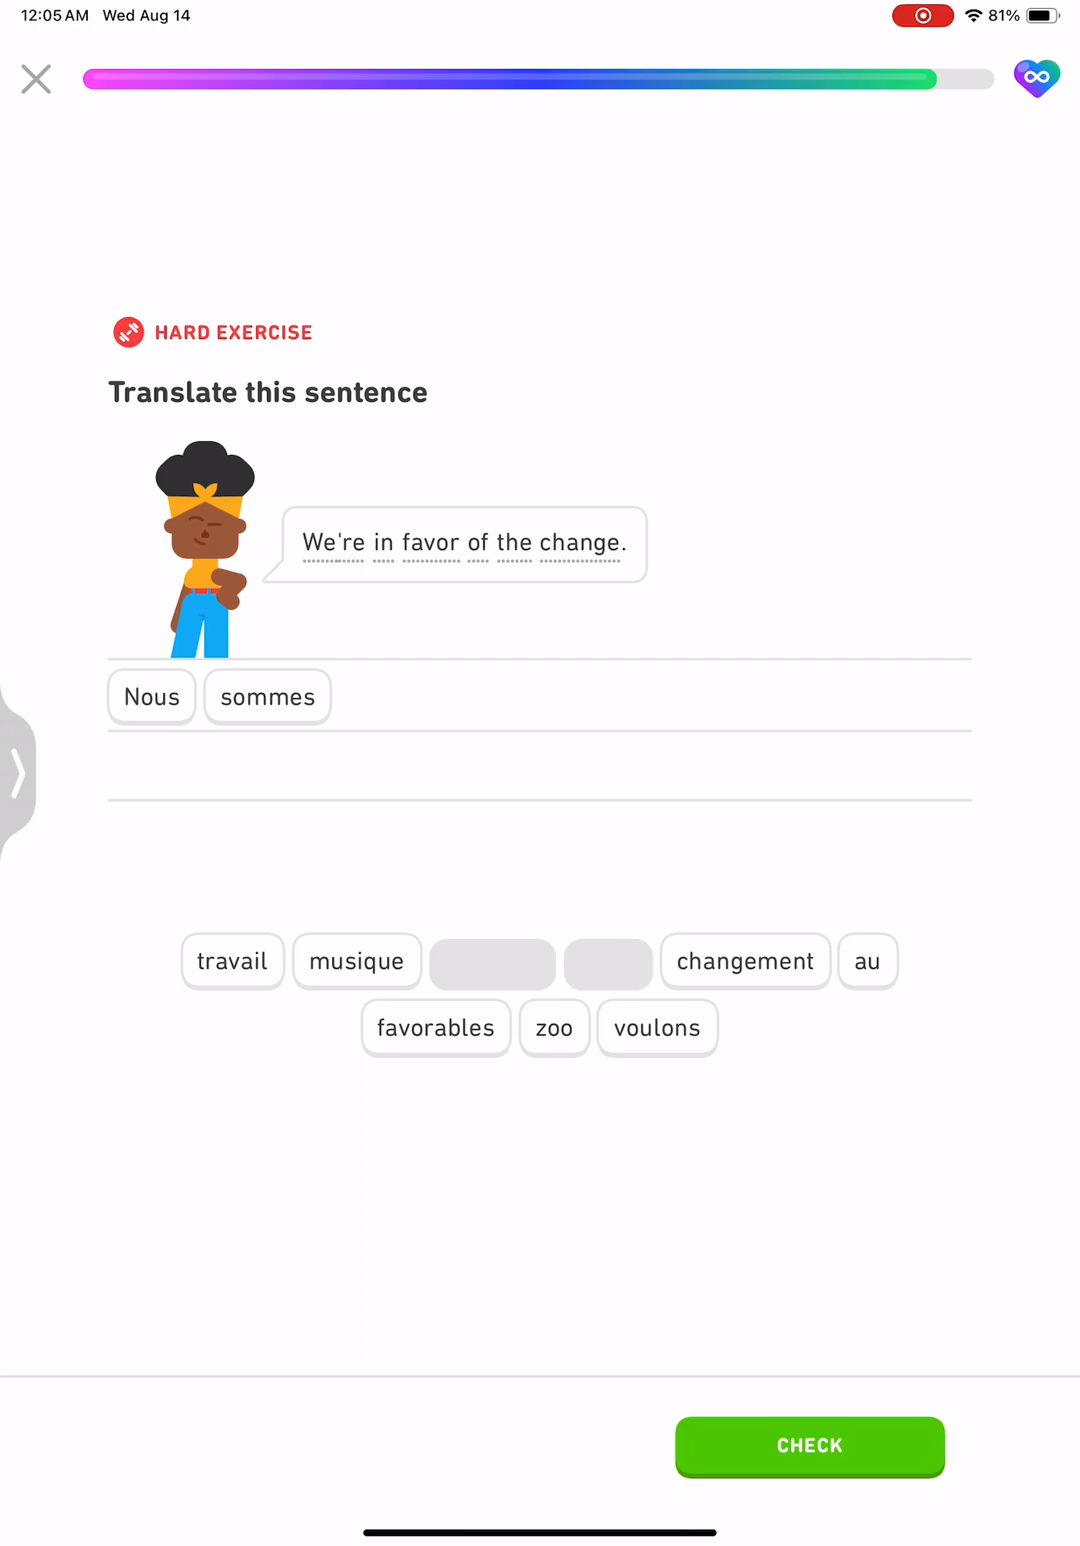 12:05 AM Wed Aug 14 81%
HARD EXERCISE
Translate this sentence
We're in favor of the change.
Nous sommes
travail musique changement au
favorables zoo voulons
CHECK